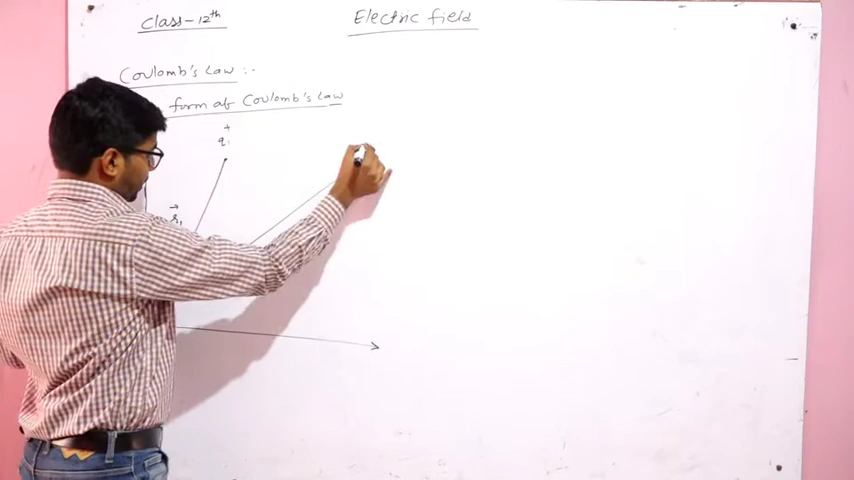 Class-12th
Electric field
Coulomb's Law :-
form of Coulomb's Law
+
q1
r1